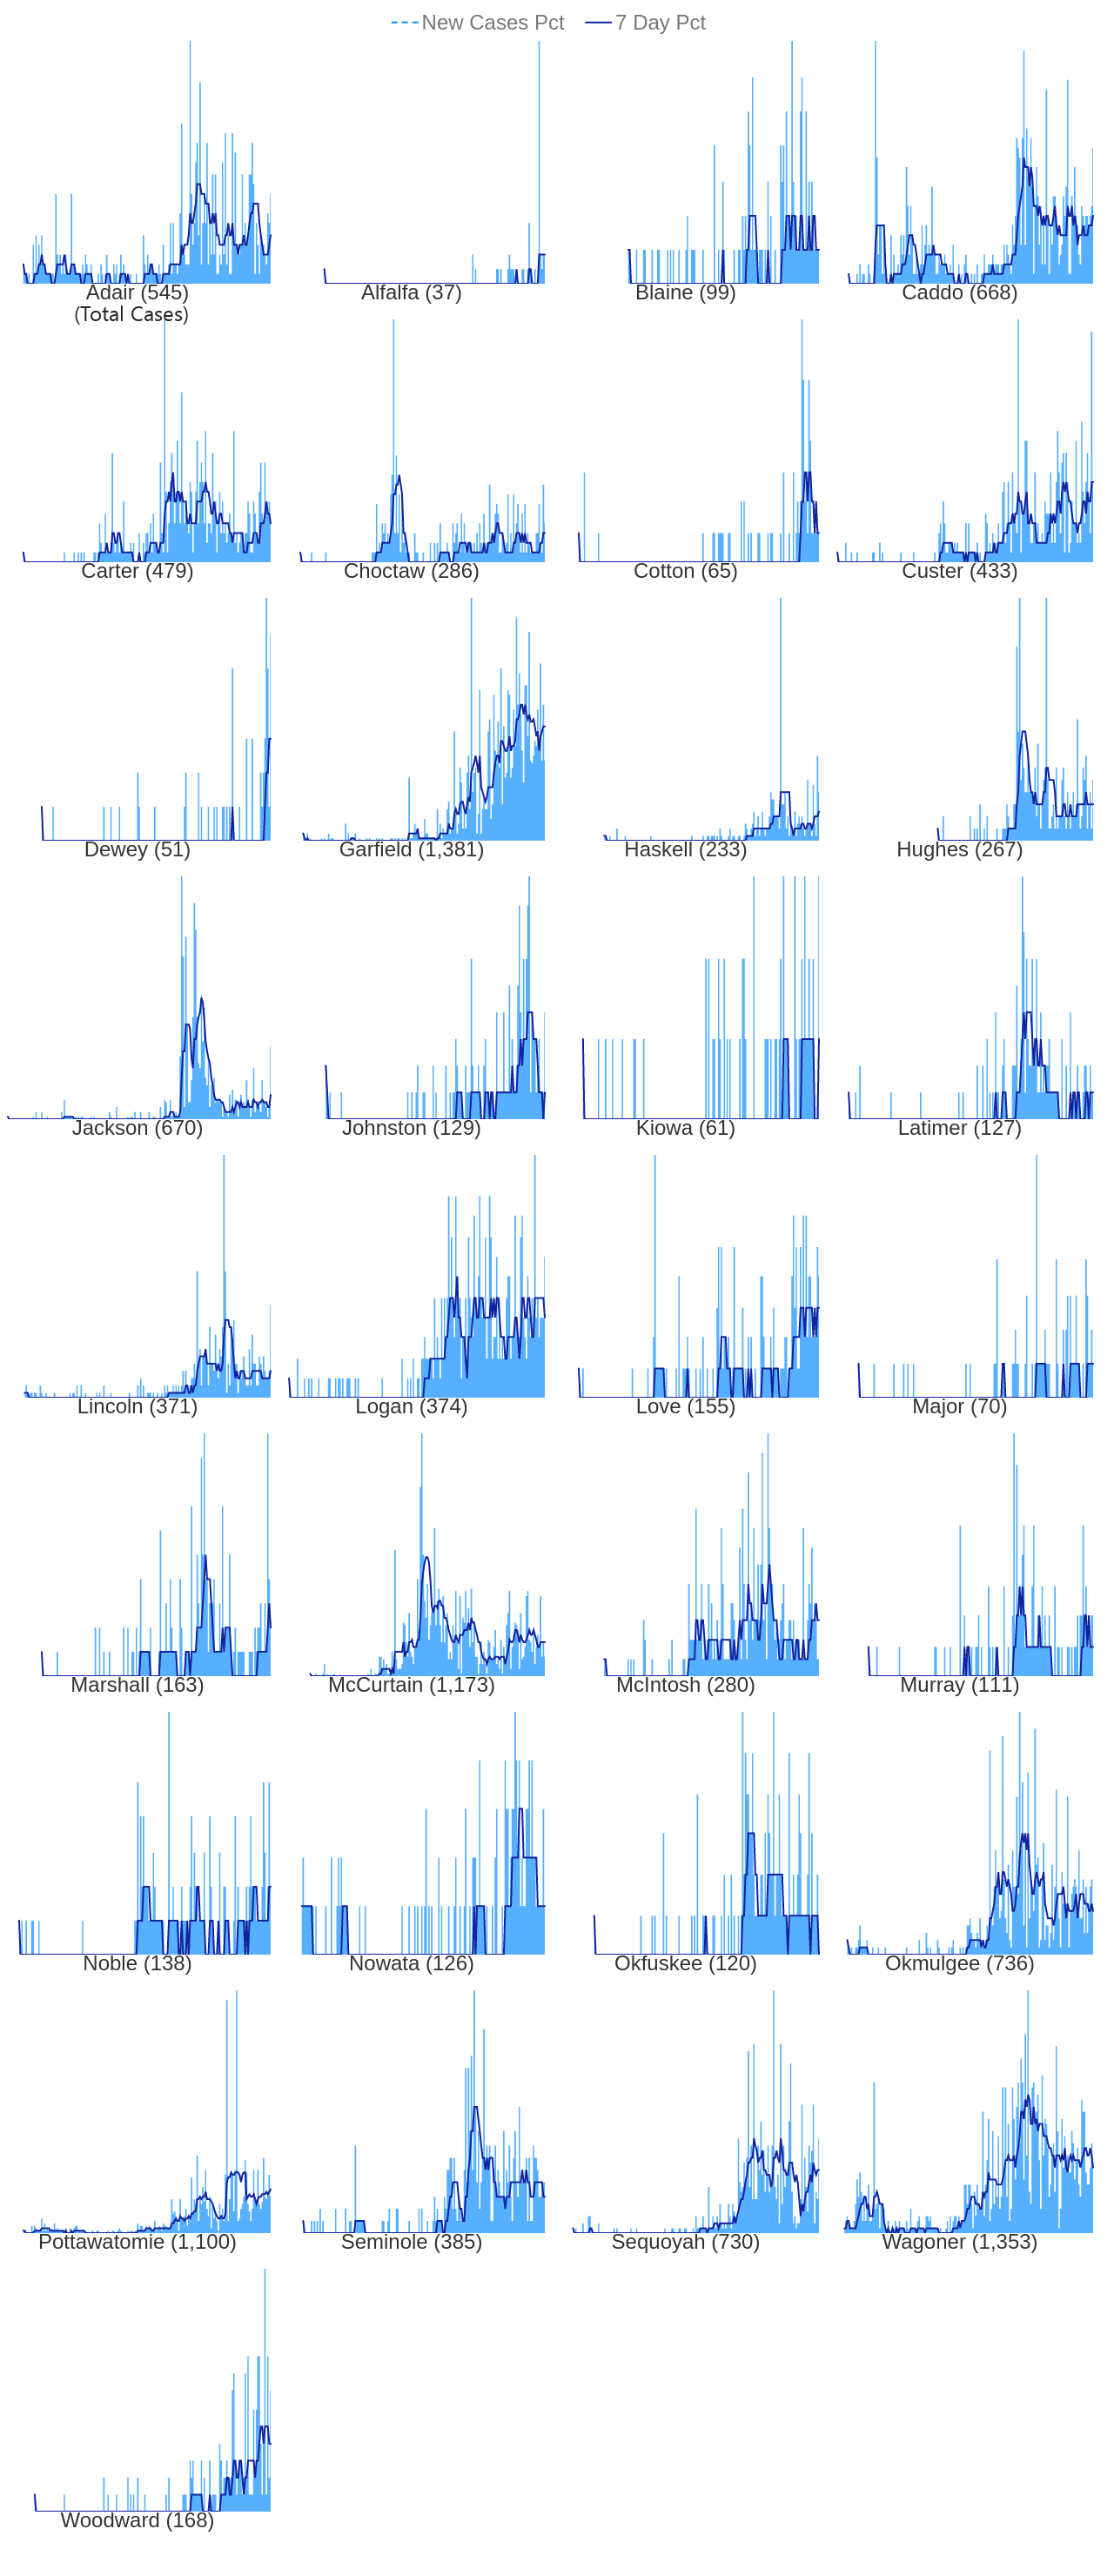 New Cases Pct 7 Day Pct
Adair (545) Alfalfa (37) Blaine (99) Caddo (668)
(Total Cases)
Carter (479) Choctaw (286) Cotton (65) Custer (433)
Dewey (51) Garfield (1,381) Haskell (233) Hughes (267)
Jackson (670) Johnston (129) Kiowa (61) Latimer (127)
Lincoln (371) Logan (374) Love (155) Major (70)
Marshall (163) McCurtain (1,173) McIntosh (280) Murray (111)
Noble (138) Nowata (126) Okfuskee (120) Okmulgee (736)
Pottawatomie (1,100) Seminole (385) Sequoyah (730) Wagoner (1,353)
Woodward (168)